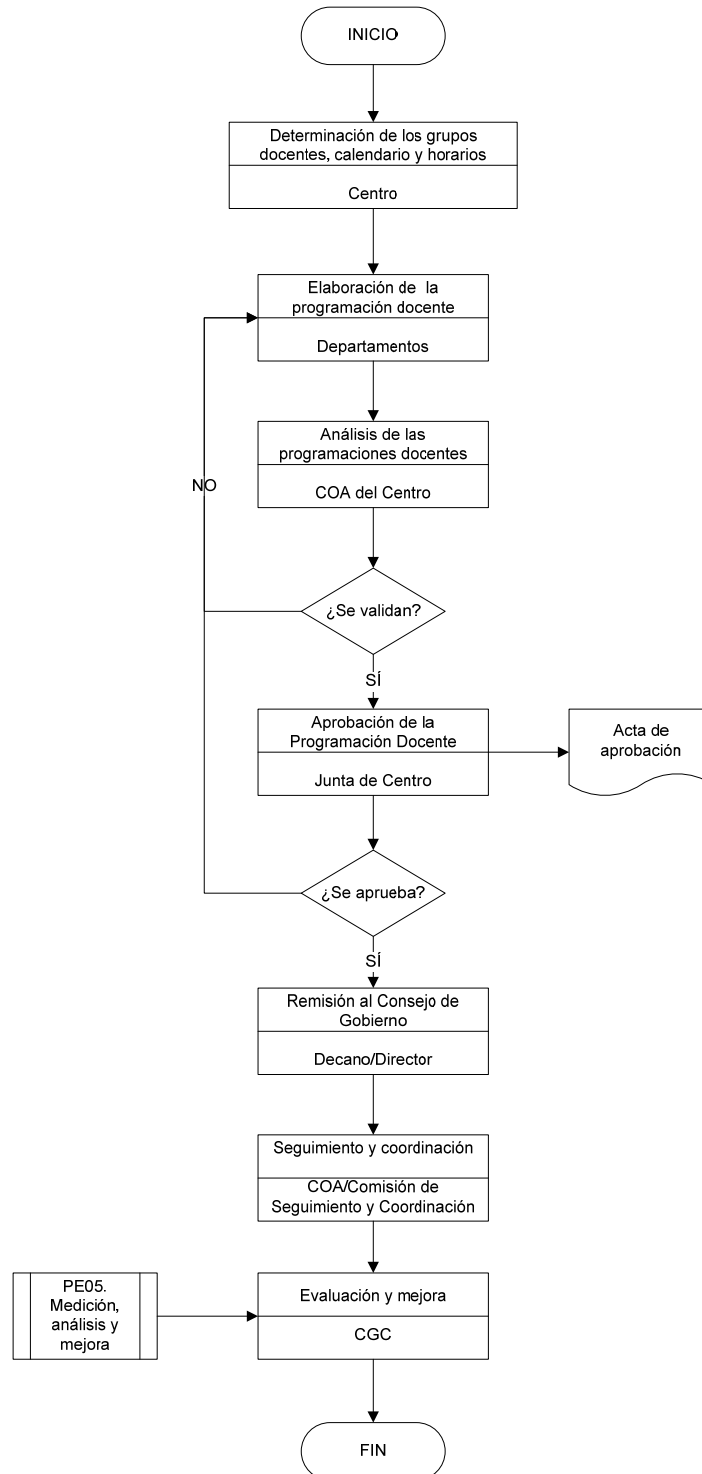 INICIO
Determinación de los grupos
docentes, calendario y horarios
Centro
Elaboración de la
programación docente
Departamentos
Análisis de las
programaciones docentes
COA del Centro
NO
¿Se validan?
SÍ
Aprobación de la
Programación Docente
Junta de Centro
Acta de
aprobación
¿Se aprueba?
SÍ
Remisión al Consejo de
Gobierno
Decano/Director
Seguimiento y coordinación
COA/Comisión de
Seguimiento y Coordinación
PE05.
Medición,
análisis y
mejora
Evaluación y mejora
CGC
FIN